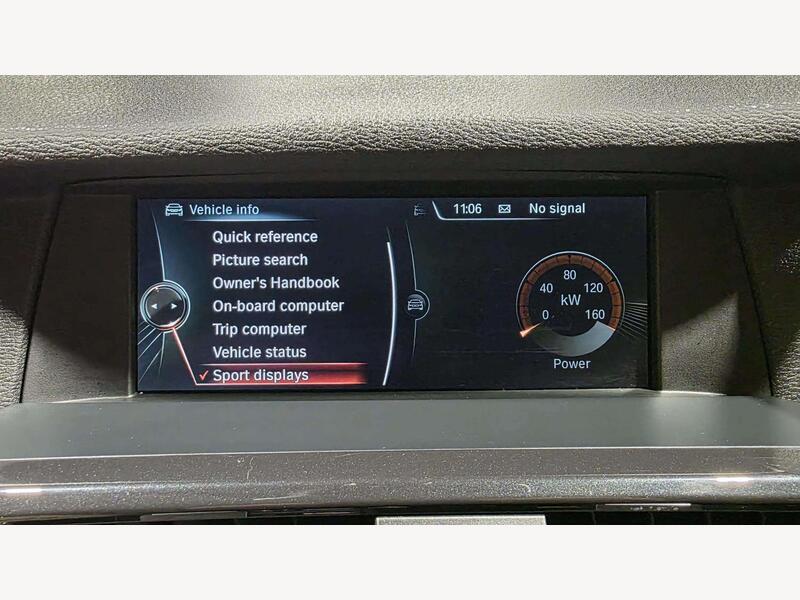 Vehicle info
11:06 No signal
Quick reference
Picture search
Owner's Handbook
On-board computer
Trip computer
Vehicle status
Sport displays
80
40 120
kW
0 160
Power